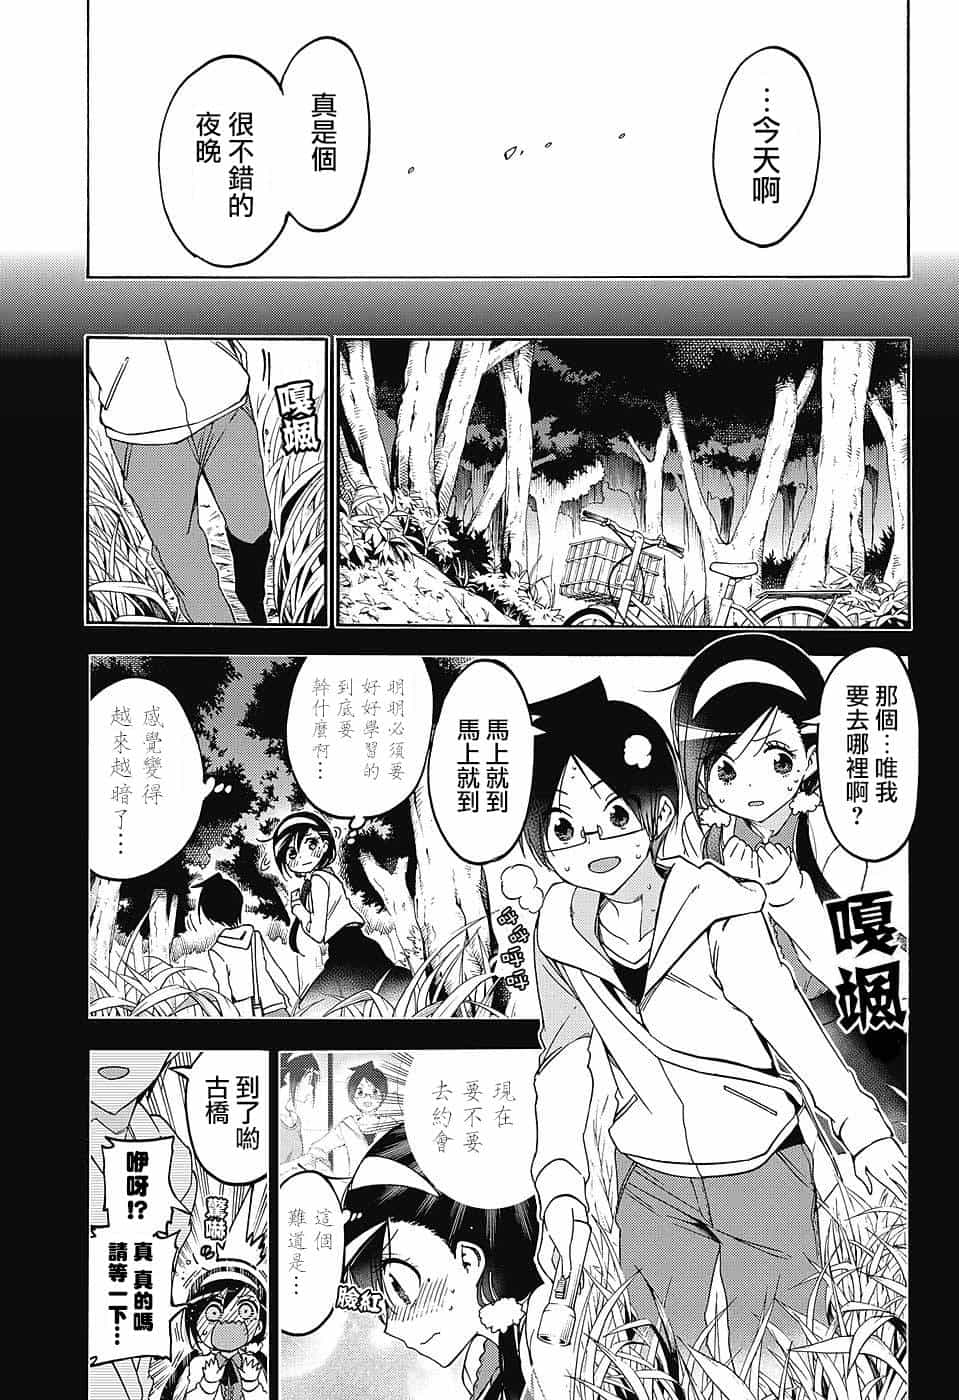 …今天啊
真是個
很不錯的
夜晚
嘎颯
那個…唯我
要去哪裡啊?
嘎颯
馬上就到
馬上就到
哈哈哈哈
明明必須要
好好學習的
到底要
幹什麼啊…
感覺變得
越來越暗了…
現在
要不要
去約會
這個
難道是…
臉紅
到了喲
古橋
驚嚇
咿呀!?
真 真的嗎
請等一下…